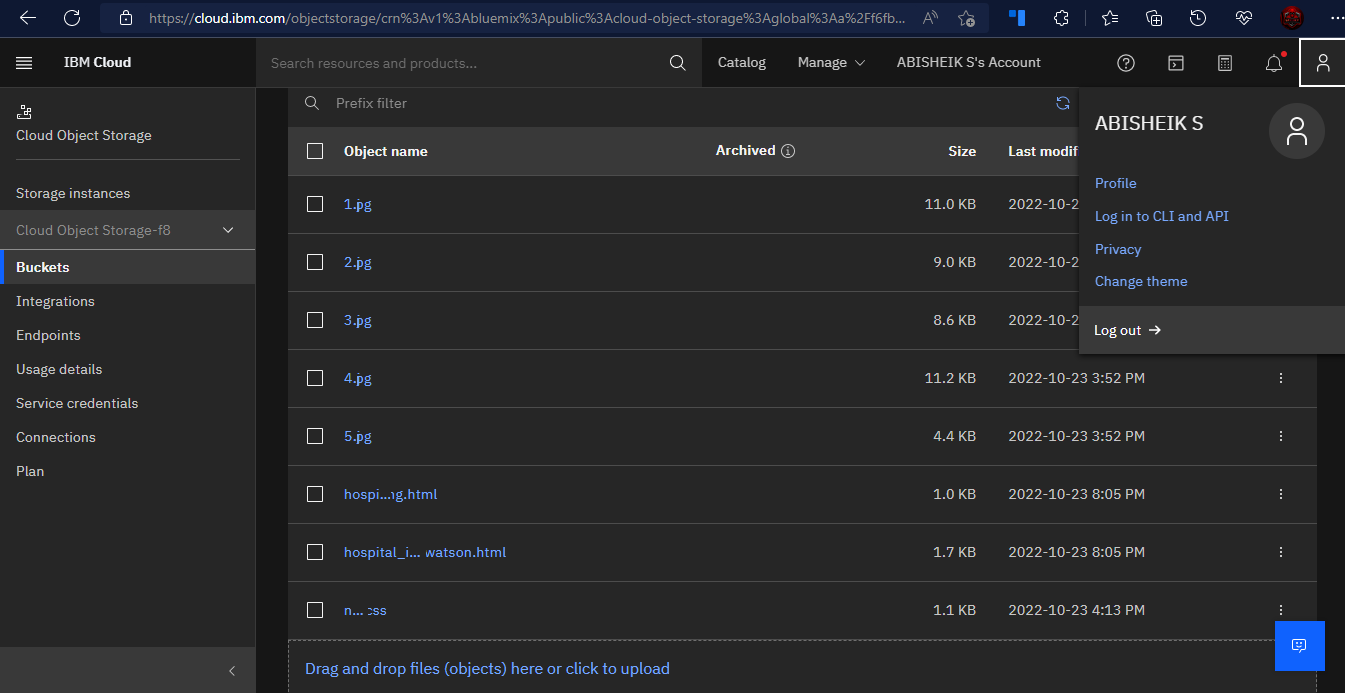 https://cloud.ibm.com/objectstorage/crn%3Av1%3Abluemix%3Apublic%3Acloud-object-storage%3Aglobal%3Aa%2Ff6fb...
IBM Cloud
Search resources and products...
Catalog
Manage
ABISHEIK S's Account
Cloud Object Storage
Storage instances
Cloud Object Storage-f8
Buckets
Integrations
Endpoints
Usage details
Service credentials
Connections
Plan
Prefix filter
Object name Archived Size Last modif
1.jpg 11.0 KB 2022-10-2
2.jpg 9.0 KB 2022-10-2
3.jpg 8.6 KB 2022-10-2
4.jpg 11.2 KB 2022-10-23 3:52 PM
5.jpg 4.4 KB 2022-10-23 3:52 PM
hospi...ng.html 1.0 KB 2022-10-23 8:05 PM
hospital_i... watson.html 1.7 KB 2022-10-23 8:05 PM
n... css 1.1 KB 2022-10-23 4:13 PM
Drag and drop files (objects) here or click to upload
ABISHEIK S
Profile
Log in to CLI and API
Privacy
Change theme
Log out →